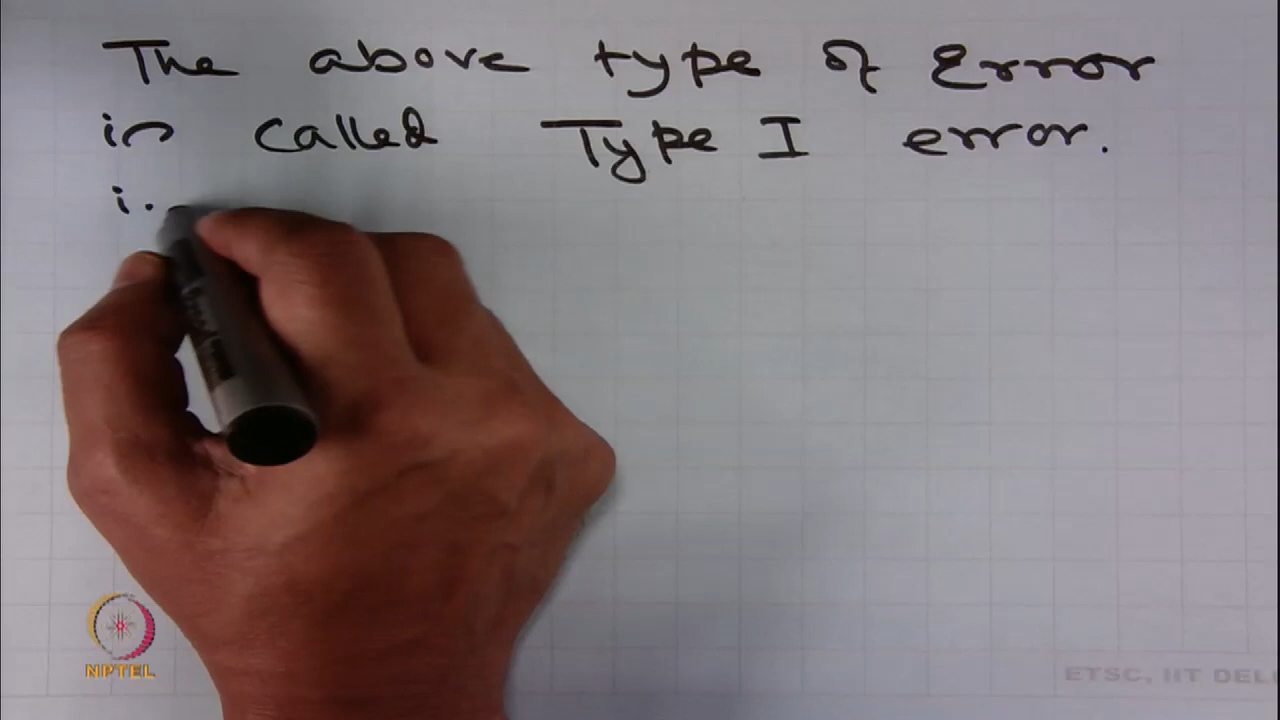 The above type of Error
is called Type I error.
i.
NPTEL
ETSC, IIT DEL